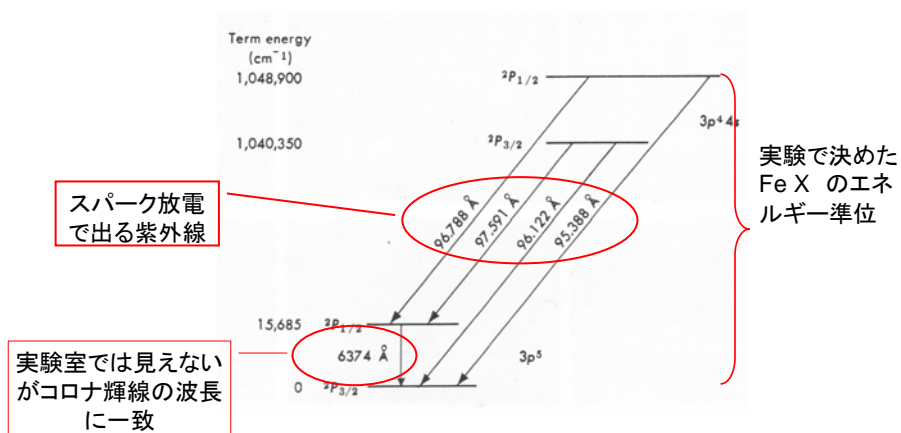 Term energy
(cm⁻¹)
1,048,900
²P₁/₂
3p⁴ 4s
1,040,350
²P₃/₂
実験で決めた
Fe X のエネ
ルギー準位
スパーク放電
で出る紫外線
96.788 Å
97.591 Å
96.122 Å
95.388 Å
15,685
²P₁/₂
6374 Å
3p⁵
0
²P₃/₂
実験室では見えない
がコロナ輝線の波長
に一致